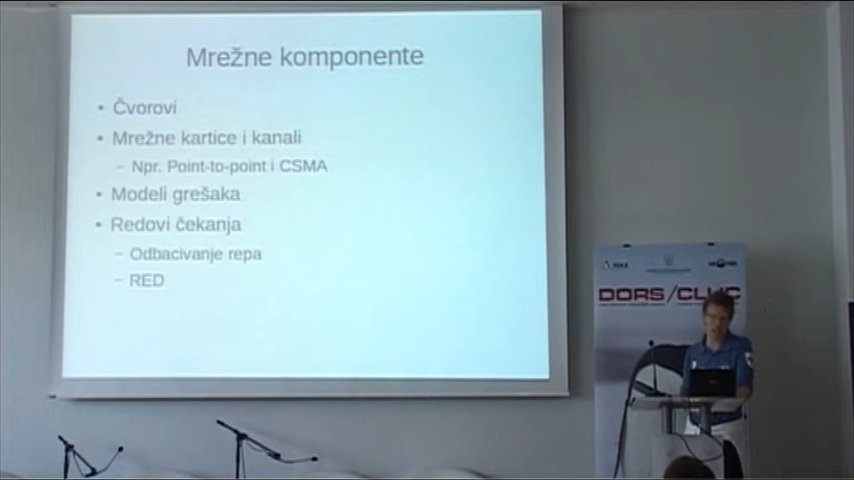 Mrežne komponente
• Čvorovi
• Mrežne kartice i kanali
– Npr. Point-to-point i CSMA
• Modeli grešaka
• Redovi čekanja
– Odbacivanje repa
– RED
DORS/CLUC